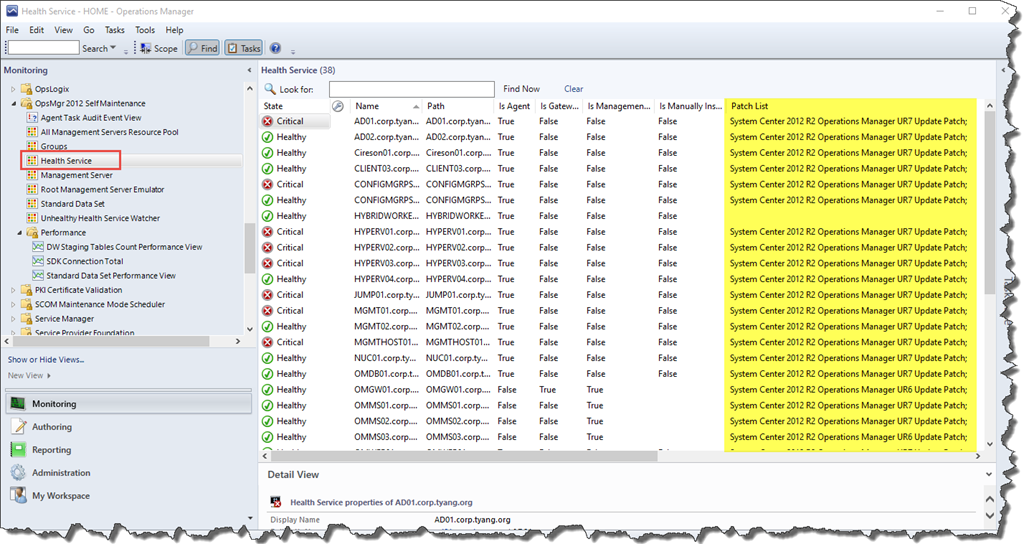 Health Service - HOME - Operations Manager
File Edit View Go Tasks Tools Help
Search Scope Find Tasks
Monitoring
OpsLogix
OpsMgr 2012 Self Maintenance
Agent Task Audit Event View
All Management Servers Resource Pool
Groups
Health Service
Management Server
Root Management Server Emulator
Standard Data Set
Unhealthy Health Service Watcher
Performance
DW Staging Tables Count Performance View
SDK Connection Total
Standard Data Set Performance View
PKI Certificate Validation
SCOM Maintenance Mode Scheduler
Service Manager
Service Provider Foundation
Show or Hide Views...
New View
Monitoring
Authoring
Reporting
Administration
My Workspace
Health Service (38)
Look for: Find Now Clear
State Name Path Is Agent Is Gatew... Is Managemen... Is Manually Ins... Patch List
Critical AD01.corp.tyan... AD01.corp.tyan... True False False False System Center 2012 R2 Operations Manager UR7 Update Patch;
Healthy AD02.corp.tyan... AD02.corp.tyan... True False False False System Center 2012 R2 Operations Manager UR7 Update Patch;
Healthy Cireson01.corp... Cireson01.corp... True False False False System Center 2012 R2 Operations Manager UR7 Update Patch;
Healthy CLIENT03.corp.... CLIENT03.corp.... True False False False System Center 2012 R2 Operations Manager UR7 Update Patch;
Critical CONFIGMGRPS... CONFIGMGRPS... True False False False System Center 2012 R2 Operations Manager UR7 Update Patch;
Healthy CONFIGMGRPS... CONFIGMGRPS... True False False False System Center 2012 R2 Operations Manager UR7 Update Patch;
Healthy HYBRIDWORKE... HYBRIDWORKE... True False False False
Critical HYPERV01.corp... HYPERV01.corp... True False False False System Center 2012 R2 Operations Manager UR7 Update Patch;
Critical HYPERV02.corp... HYPERV02.corp... True False False False System Center 2012 R2 Operations Manager UR7 Update Patch;
Critical HYPERV03.corp... HYPERV03.corp... True False False False System Center 2012 R2 Operations Manager UR7 Update Patch;
Healthy HYPERV04.corp... HYPERV04.corp... True False False False System Center 2012 R2 Operations Manager UR7 Update Patch;
Critical JUMP01.corp.ty... JUMP01.corp.ty... True False False False System Center 2012 R2 Operations Manager UR7 Update Patch;
Critical MGMT01.corp.... MGMT01.corp.... True False False False System Center 2012 R2 Operations Manager UR7 Update Patch;
Healthy MGMT02.corp.... MGMT02.corp.... True False False False System Center 2012 R2 Operations Manager UR7 Update Patch;
Critical MGMTHOST01... MGMTHOST01... True False False False System Center 2012 R2 Operations Manager UR7 Update Patch;
Healthy NUC01.corp.ty... NUC01.corp.ty... True False False False System Center 2012 R2 Operations Manager UR7 Update Patch;
Healthy OMDB01.corp.t... OMDB01.corp.t... True False False False System Center 2012 R2 Operations Manager UR7 Update Patch;
Healthy OMGW01.corp... OMGW01.corp... False True True System Center 2012 R2 Operations Manager UR6 Update Patch;
Healthy OMMS01.corp... OMMS01.corp... False False True System Center 2012 R2 Operations Manager UR7 Update Patch;
Healthy OMMS02.corp... OMMS02.corp... False False True System Center 2012 R2 Operations Manager UR7 Update Patch;
Healthy OMMS03.corp... OMMS03.corp... False False True System Center 2012 R2 Operations Manager UR6 Update Patch;
Detail View
Health Service properties of AD01.corp.tyang.org
Display Name AD01.corp.tyang.org